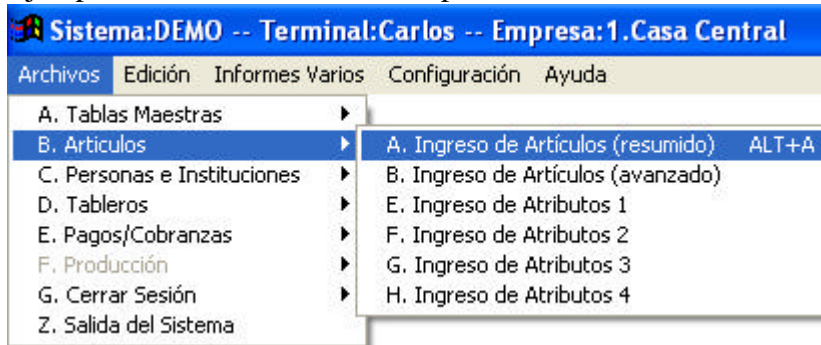 Sistema:DEMO -- Terminal:Carlos -- Empresa:1.Casa Central
Archivos Edición Informes Varios Configuración Ayuda
A. Tablas Maestras
B. Articulos
C. Personas e Instituciones
D. Tableros
E. Pagos/Cobranzas
F. Producción
G. Cerrar Sesión
Z. Salida del Sistema
A. Ingreso de Artículos (resumido) ALT+A
B. Ingreso de Artículos (avanzado)
E. Ingreso de Atributos 1
F. Ingreso de Atributos 2
G. Ingreso de Atributos 3
H. Ingreso de Atributos 4